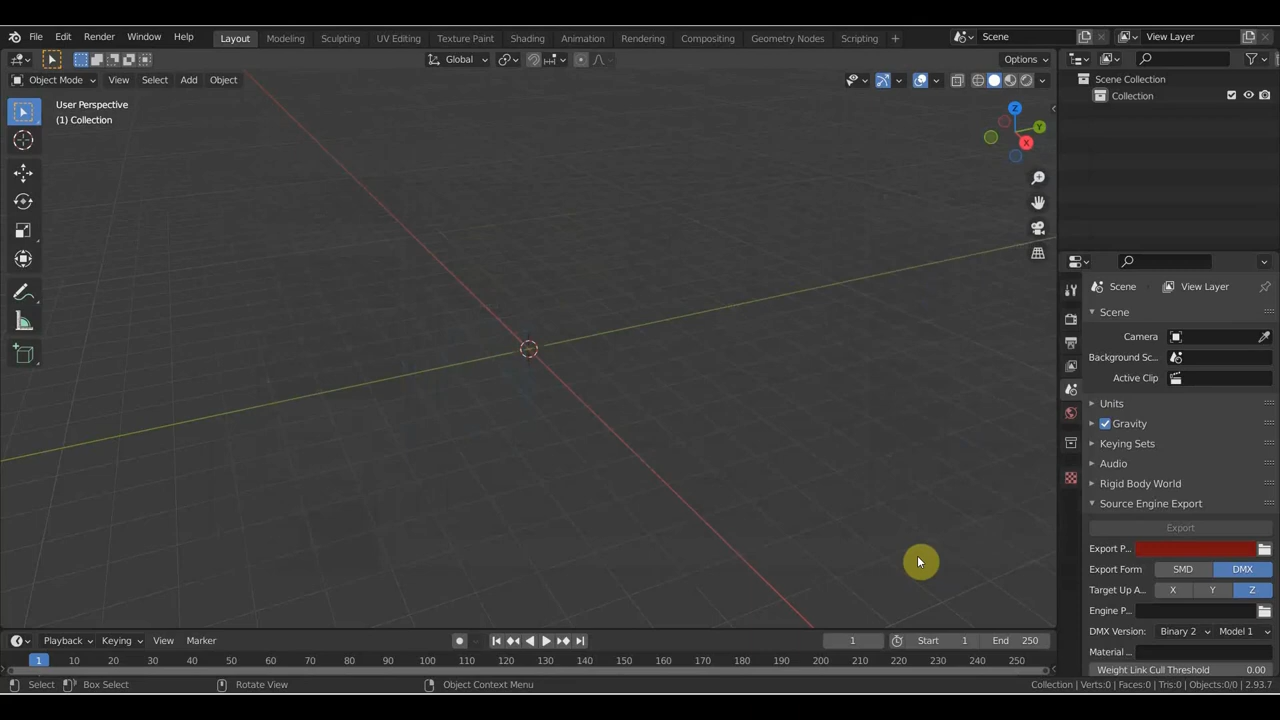 File Edit Render Window Help Layout Modeling Sculpting UV Editing Texture Paint Shading Animation Rendering Compositing Geometry Nodes Scripting + Scene View Layer
Global Options
Object Mode View Select Add Object
Scene Collection
Collection
User Perspective
(1) Collection
Z
Y
X
Scene View Layer
Scene
Camera
Background Sc...
Active Clip
Units
Gravity
Keying Sets
Audio
Rigid Body World
Source Engine Export
Export
Export P...
Export Form SMD DMX
Target Up A... X Y Z
Engine P...
DMX Version: Binary 2 Model 1
Material ...
Weight Link Cull Threshold 0.00
Playback Keying View Marker 1 Start 1 End 250
1 10 20 30 40 50 60 70 80 90 100 110 120 130 140 150 160 170 180 190 200 210 220 230 240 250
Select Box Select Rotate View Object Context Menu Collection | Verts:0 | Faces:0 | Tris:0 | Objects:0/0 | 2.93.7